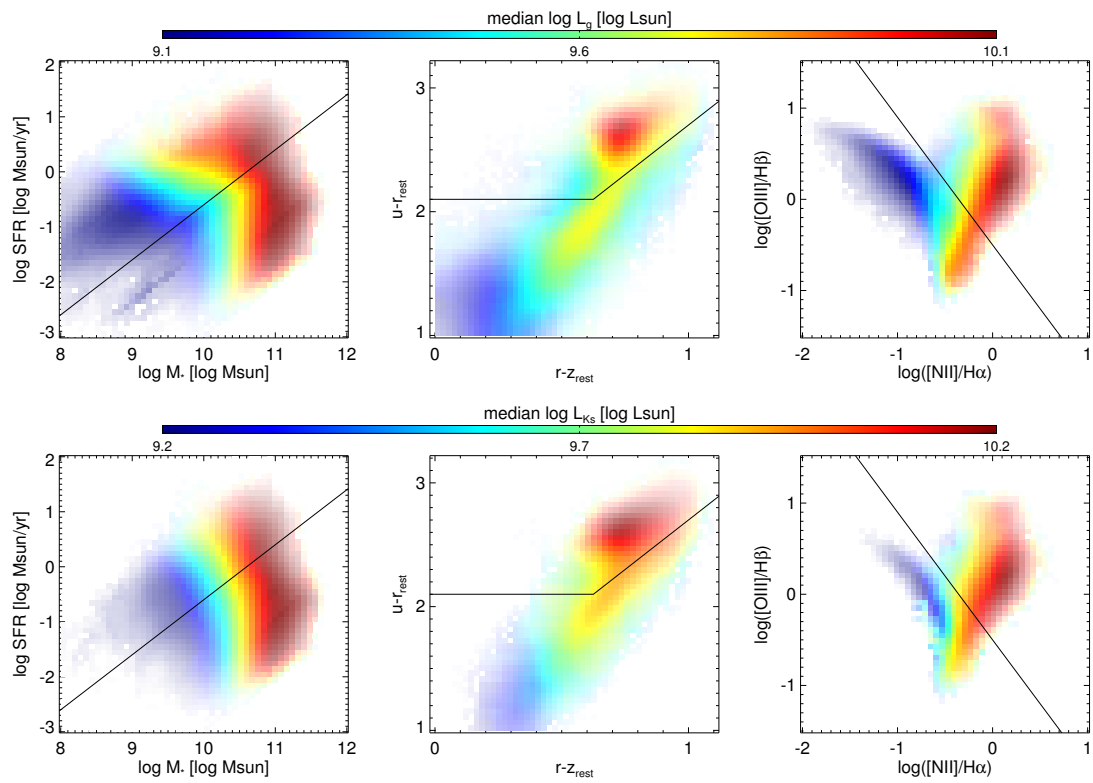 median log L_g [log Lsun]
9.1 9.6 10.1
2
1
0
-1
-2
-3
log SFR [log Msun/yr]
8 9 10 11 12
log M* [log Msun]
3
2
1
u-r_rest
0 1
r-z_rest
1
0
-1
log([OIII]/Hβ)
-2 -1 0 1
log([NII]/Hα)
median log L_Ks [log Lsun]
9.2 9.7 10.2
2
1
0
-1
-2
-3
log SFR [log Msun/yr]
8 9 10 11 12
log M* [log Msun]
3
2
1
u-r_rest
0 1
r-z_rest
1
0
-1
log([OIII]/Hβ)
-2 -1 0 1
log([NII]/Hα)